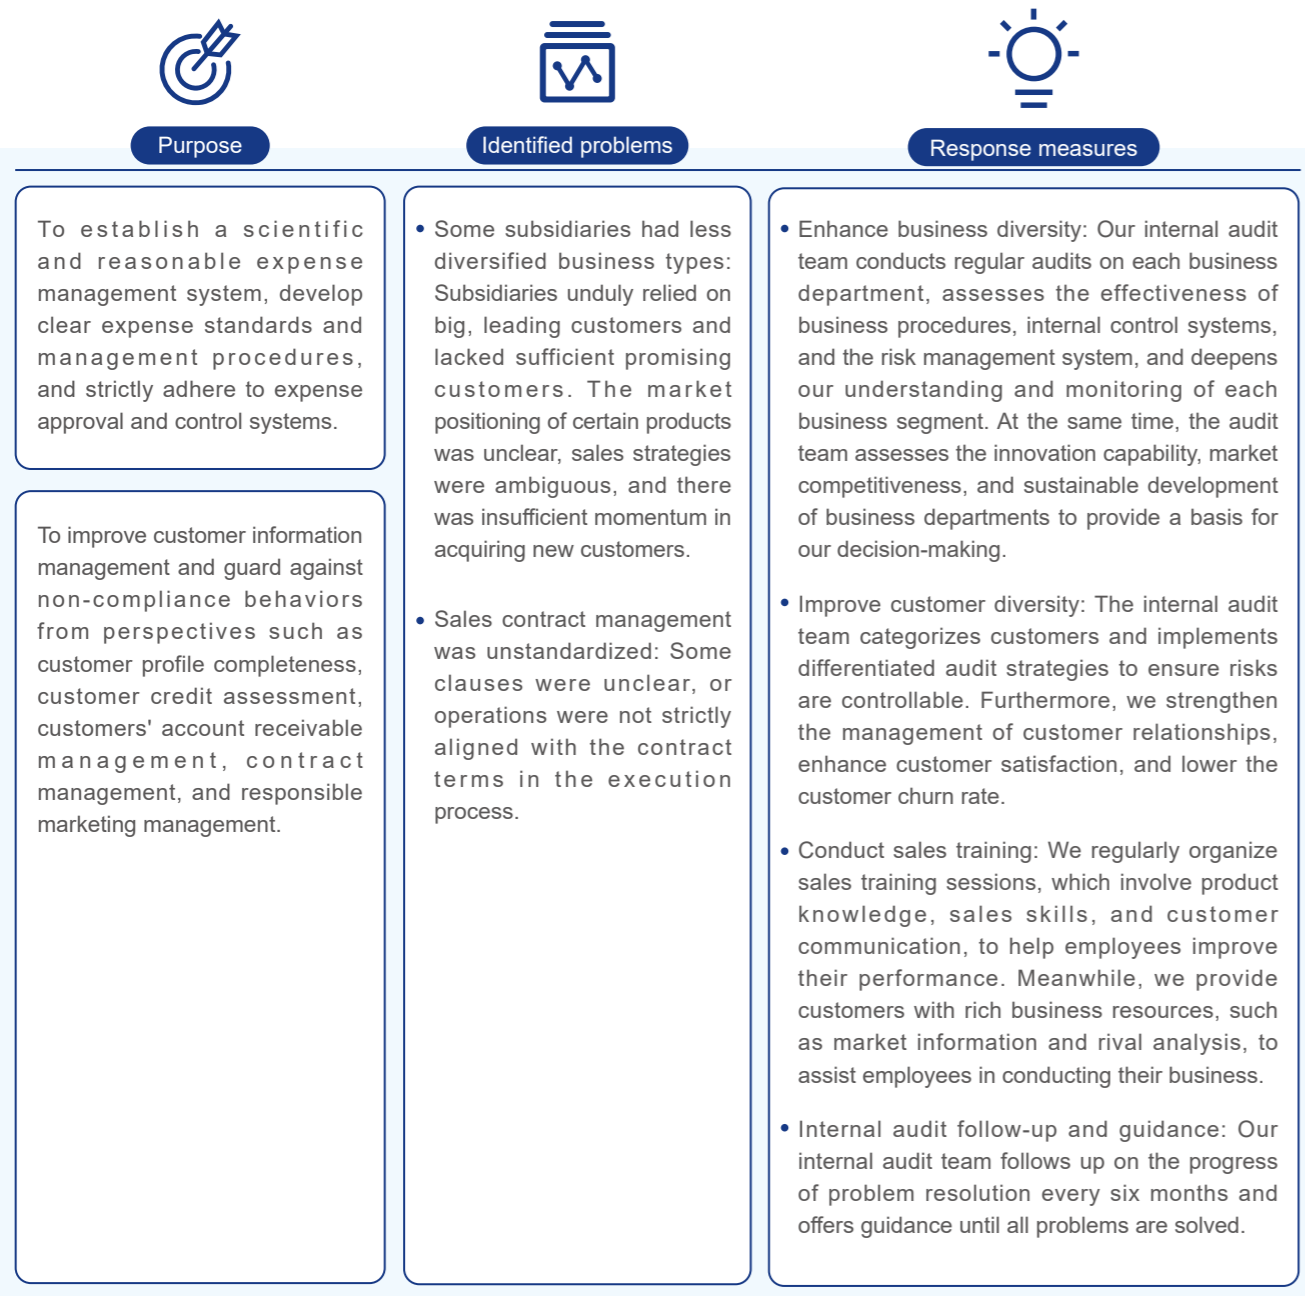 Purpose
Identified problems
Response measures
To establish a scientific
and reasonable expense
management system, develop
clear expense standards and
management procedures,
and strictly adhere to expense
approval and control systems.
To improve customer information
management and guard against
non-compliance behaviors
from perspectives such as
customer profile completeness,
customer credit assessment,
customers' account receivable
management, contract
management, and responsible
marketing management.
• Some subsidiaries had less
diversified business types:
Subsidiaries unduly relied on
big, leading customers and
lacked sufficient promising
customers. The market
positioning of certain products
was unclear, sales strategies
were ambiguous, and there
was insufficient momentum in
acquiring new customers.
• Sales contract management
was unstandardized: Some
clauses were unclear, or
operations were not strictly
aligned with the contract
terms in the execution
process.
• Enhance business diversity: Our internal audit
team conducts regular audits on each business
department, assesses the effectiveness of
business procedures, internal control systems,
and the risk management system, and deepens
our understanding and monitoring of each
business segment. At the same time, the audit
team assesses the innovation capability, market
competitiveness, and sustainable development
of business departments to provide a basis for
our decision-making.
• Improve customer diversity: The internal audit
team categorizes customers and implements
differentiated audit strategies to ensure risks
are controllable. Furthermore, we strengthen
the management of customer relationships,
enhance customer satisfaction, and lower the
customer churn rate.
• Conduct sales training: We regularly organize
sales training sessions, which involve product
knowledge, sales skills, and customer
communication, to help employees improve
their performance. Meanwhile, we provide
customers with rich business resources, such
as market information and rival analysis, to
assist employees in conducting their business.
• Internal audit follow-up and guidance: Our
internal audit team follows up on the progress
of problem resolution every six months and
offers guidance until all problems are solved.